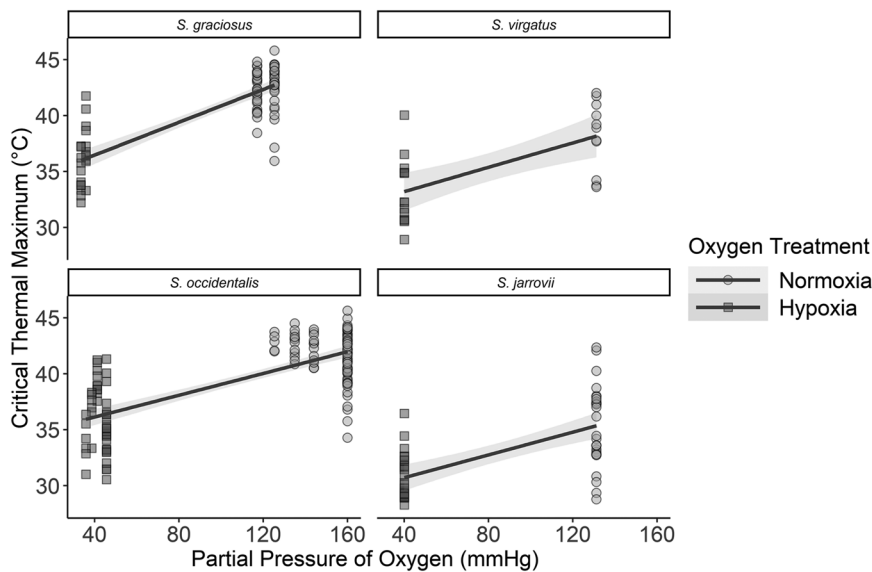 S. graciosus
S. virgatus
45
40
35
30
S. occidentalis
S. jarrovii
45
40
35
30
40 80 120 160
40 80 120 160
Critical Thermal Maximum (°C)
Partial Pressure of Oxygen (mmHg)
Oxygen Treatment
Normoxia
Hypoxia